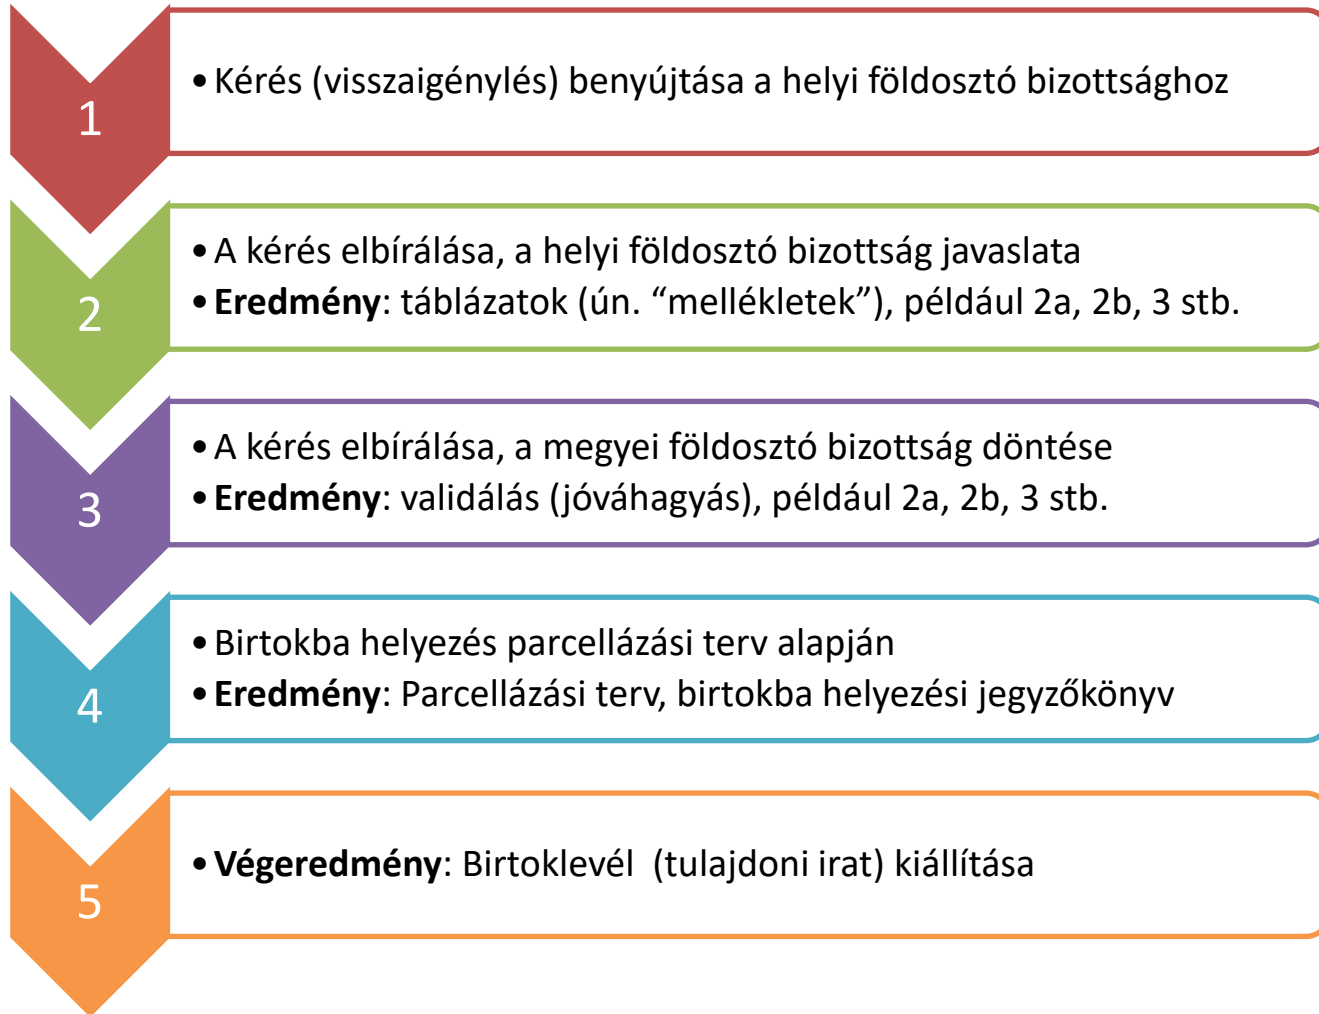 1
• Kérés (visszaigénylés) benyújtása a helyi földosztó bizottsághoz
2
• A kérés elbírálása, a helyi földosztó bizottság javaslata
• Eredmény: táblázatok (ún. “mellékletek”), például 2a, 2b, 3 stb.
3
• A kérés elbírálása, a megyei földosztó bizottság döntése
• Eredmény: validálás (jóváhagyás), például 2a, 2b, 3 stb.
4
• Birtokba helyezés parcellázási terv alapján
• Eredmény: Parcellázási terv, birtokba helyezési jegyzőkönyv
5
• Végeredmény: Birtoklevél  (tulajdoni irat) kiállítása